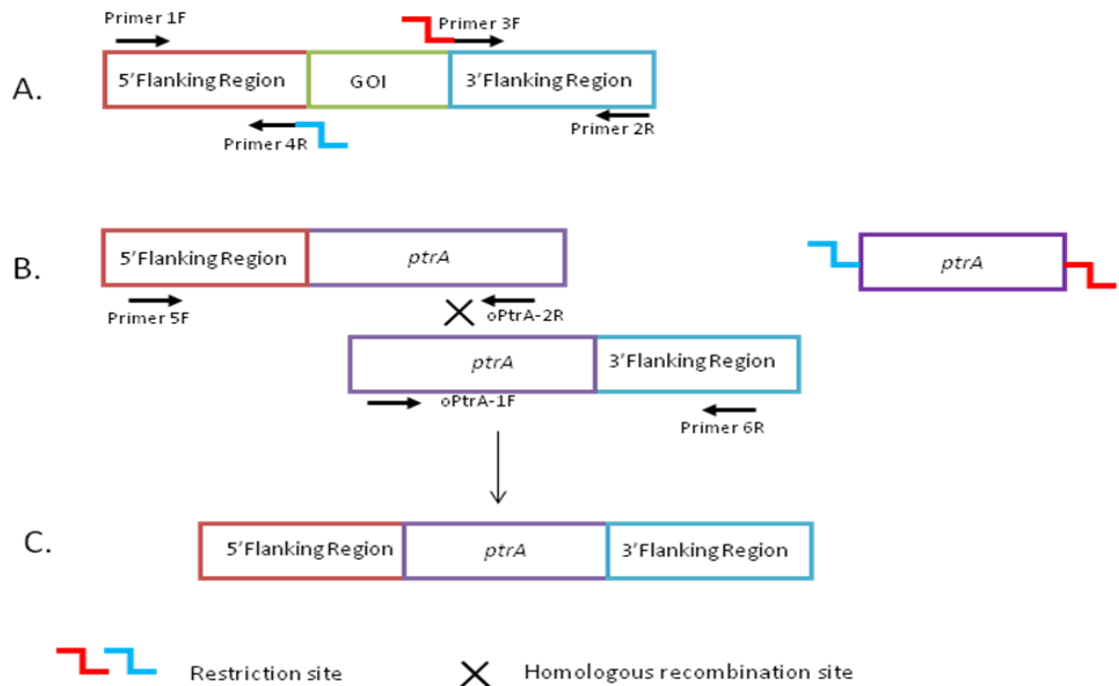 Primer 1F
Primer 3F
A.
5'Flanking Region
GOI
3'Flanking Region
Primer 4R
Primer 2R
B.
5'Flanking Region
ptrA
ptrA
Primer 5F
oPtrA-2R
ptrA
3'Flanking Region
oPtrA-1F
Primer 6R
C.
5'Flanking Region
ptrA
3'Flanking Region
Restriction site
Homologous recombination site